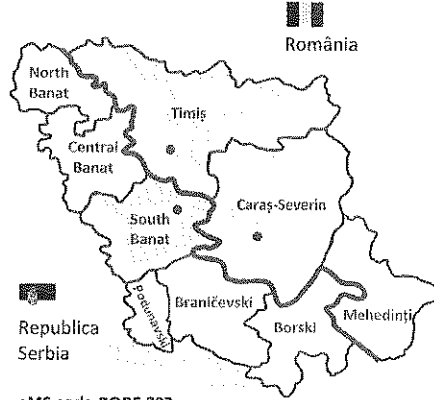 România
North
Banat
Timiș
Central
Banat
South
Banat
Caraș-Severin
Podunavski
Braničevski
Borski
Mehedinți
Republica
Serbia